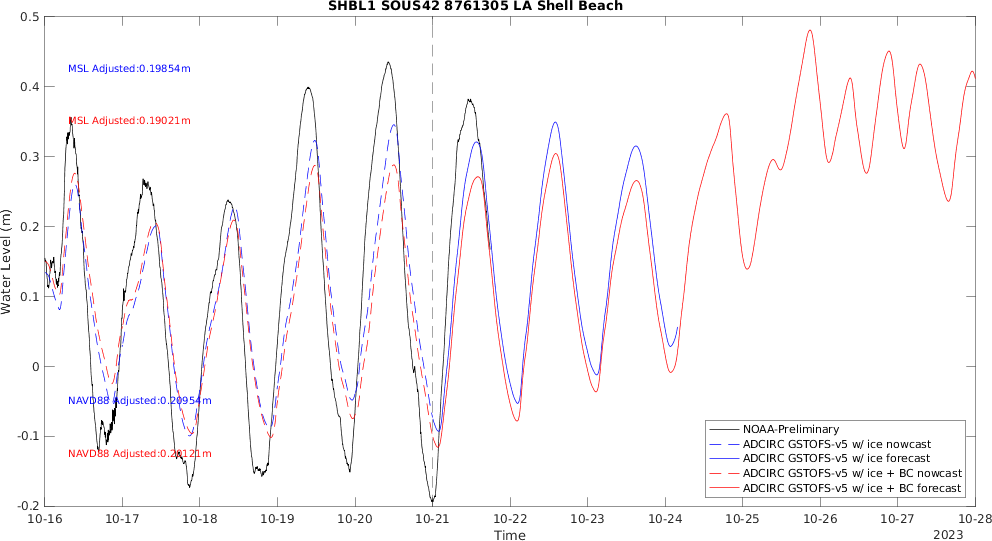 SHBL1 SOUS42 8761305 LA Shell Beach
0.5
0.4
0.3
0.2
0.1
0
-0.1
-0.2
Water Level (m)
MSL Adjusted:0.19854m
MSL Adjusted:0.19021m
NAVD88 Adjusted:0.20954m
NAVD88 Adjusted:0.20121m
NOAA-Preliminary
ADCIRC GSTOFS-v5 w/ ice nowcast
ADCIRC GSTOFS-v5 w/ ice forecast
ADCIRC GSTOFS-v5 w/ ice + BC nowcast
ADCIRC GSTOFS-v5 w/ ice + BC forecast
10-16 10-17 10-18 10-19 10-20 10-21 10-22 10-23 10-24 10-25 10-26 10-27 10-28
Time
2023